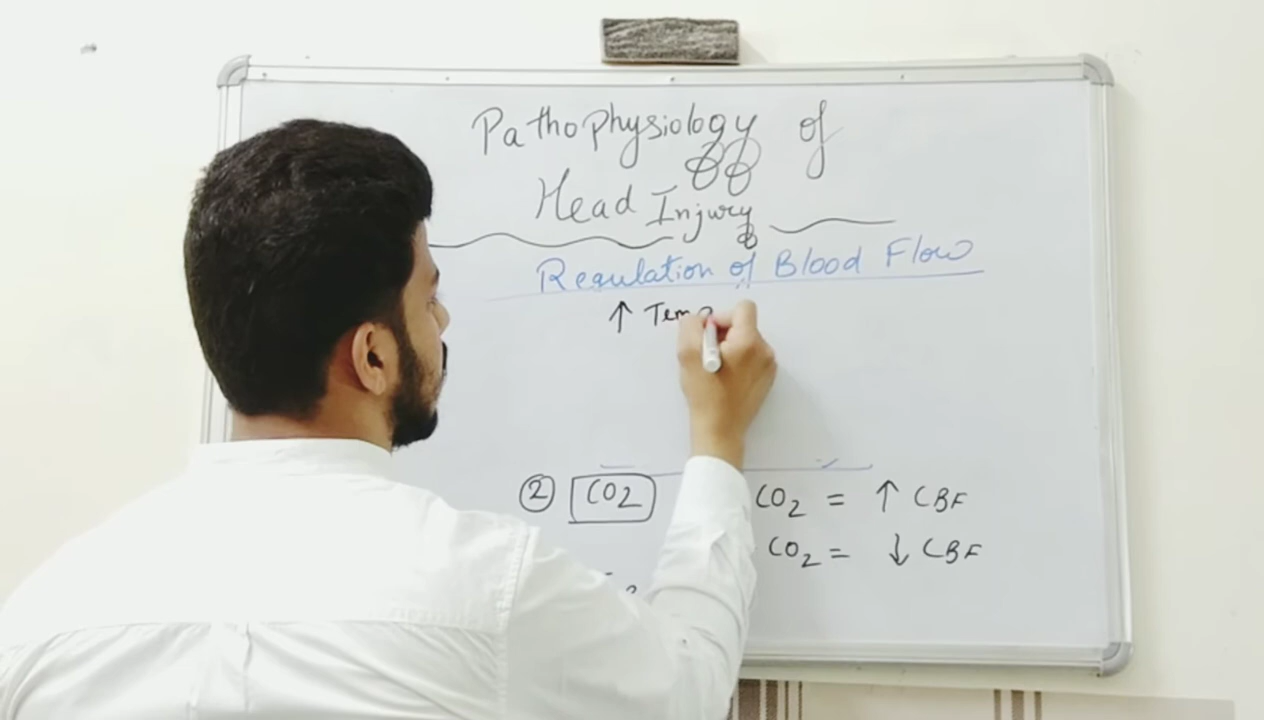 Pathophysiology of
Head Injury
Regulation of Blood Flow
↑ Temp
② CO2 CO2 = ↑ CBF
CO2 = ↓ CBF